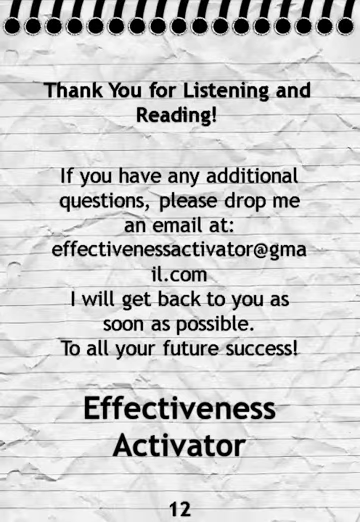 Thank You for Listening and
Reading!
If you have any additional
questions, please drop me
an email at:
effectivenessactivator@gma
il.com
I will get back to you as
soon as possible.
To all your future success!
Effectiveness
Activator
12